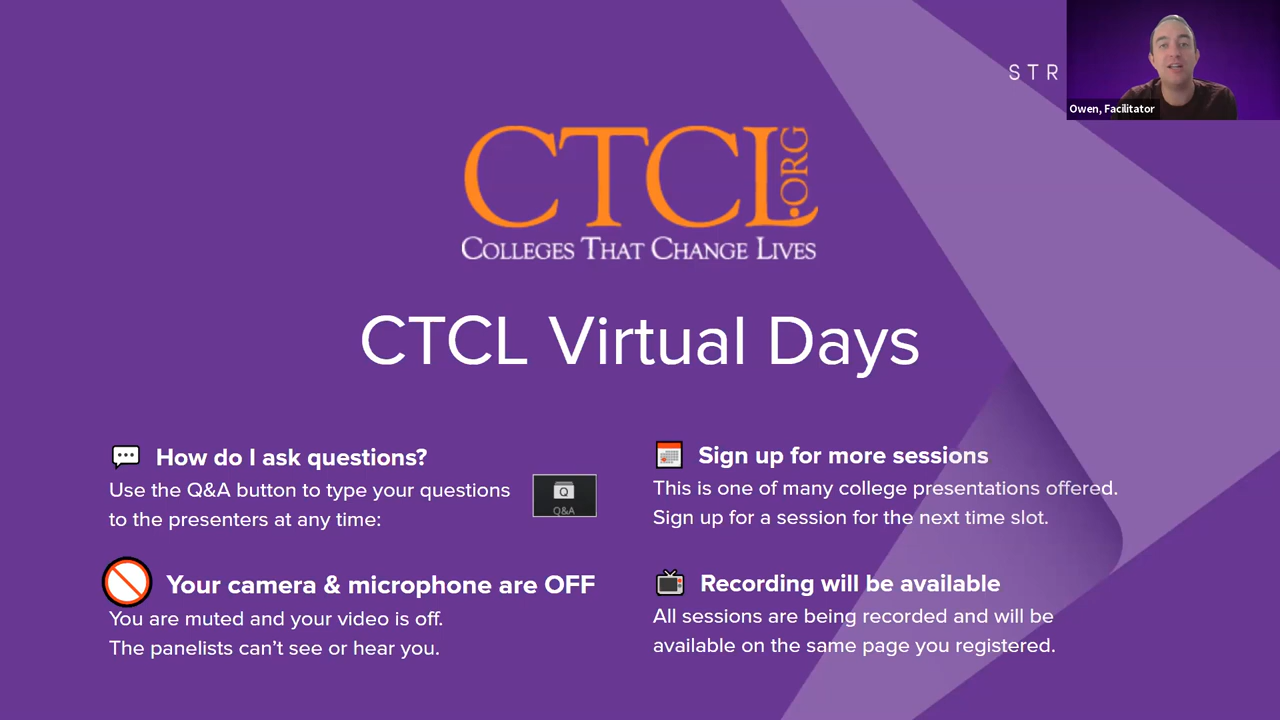 STR
Owen, Facilitator
CTCL.ORG
COLLEGES THAT CHANGE LIVES
CTCL Virtual Days
How do I ask questions?
Use the Q&A button to type your questions
to the presenters at any time:
Q
Q&A
Your camera & microphone are OFF
You are muted and your video is off.
The panelists can’t see or hear you.
Sign up for more sessions
This is one of many college presentations offered.
Sign up for a session for the next time slot.
Recording will be available
All sessions are being recorded and will be
available on the same page you registered.